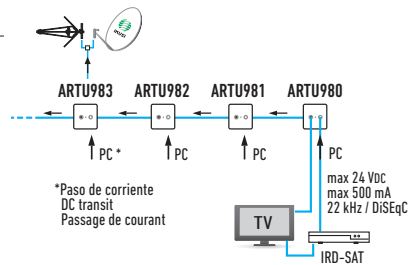 ARTU983 ARTU982 ARTU981 ARTU980
PC * PC PC PC
*Paso de corriente
DC transit
Passage de courant
max 24 VDC
max 500 mA
22 kHz / DiSEqC
TV
IRD-SAT